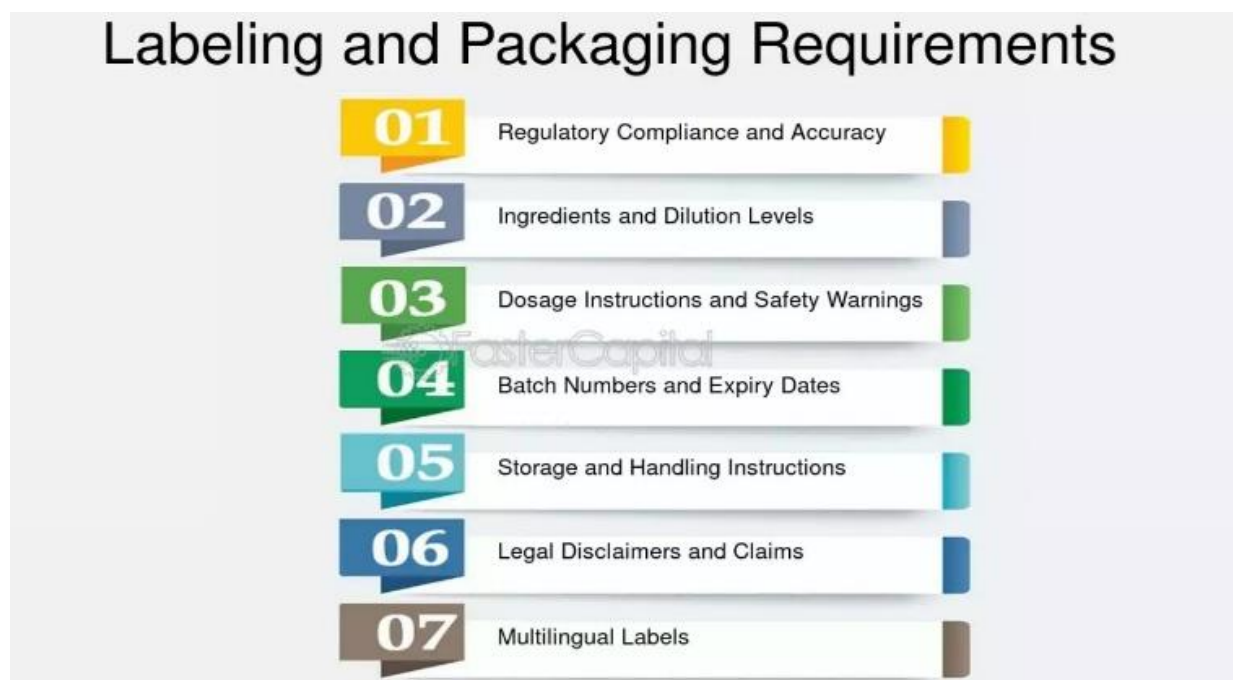 Labeling and Packaging Requirements
01 Regulatory Compliance and Accuracy
02 Ingredients and Dilution Levels
03 Dosage Instructions and Safety Warnings
FasterCapital
04 Batch Numbers and Expiry Dates
05 Storage and Handling Instructions
06 Legal Disclaimers and Claims
07 Multilingual Labels